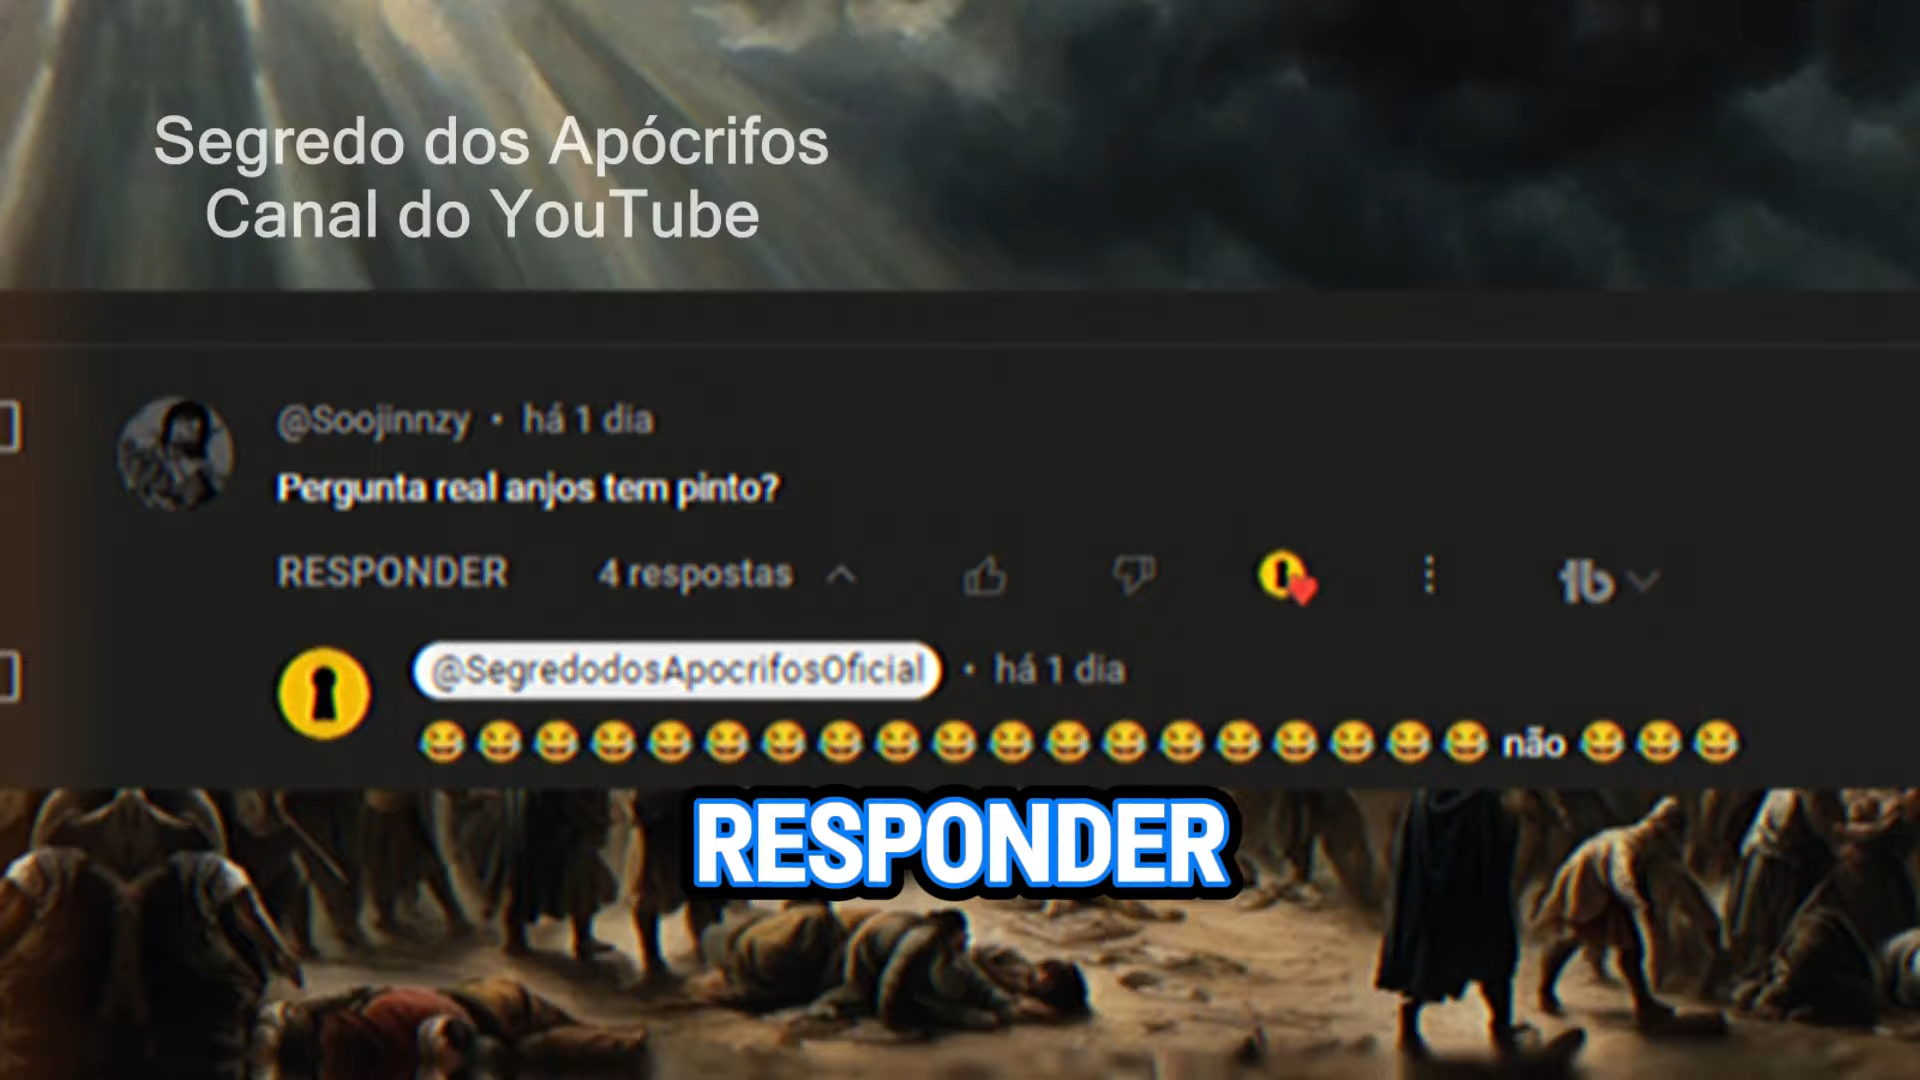 Segredo dos Apócrifos
Canal do YouTube
@Soojinnzy • há 1 dia
Pergunta real anjos tem pinto?
RESPONDER 4 respostas
@SegredodosApocrifosOficial • há 1 dia
😆😆😆😆😆😆😆😆😆😆😆😆😆😆😆😆😆😆😆 não 😆😆😆
RESPONDER